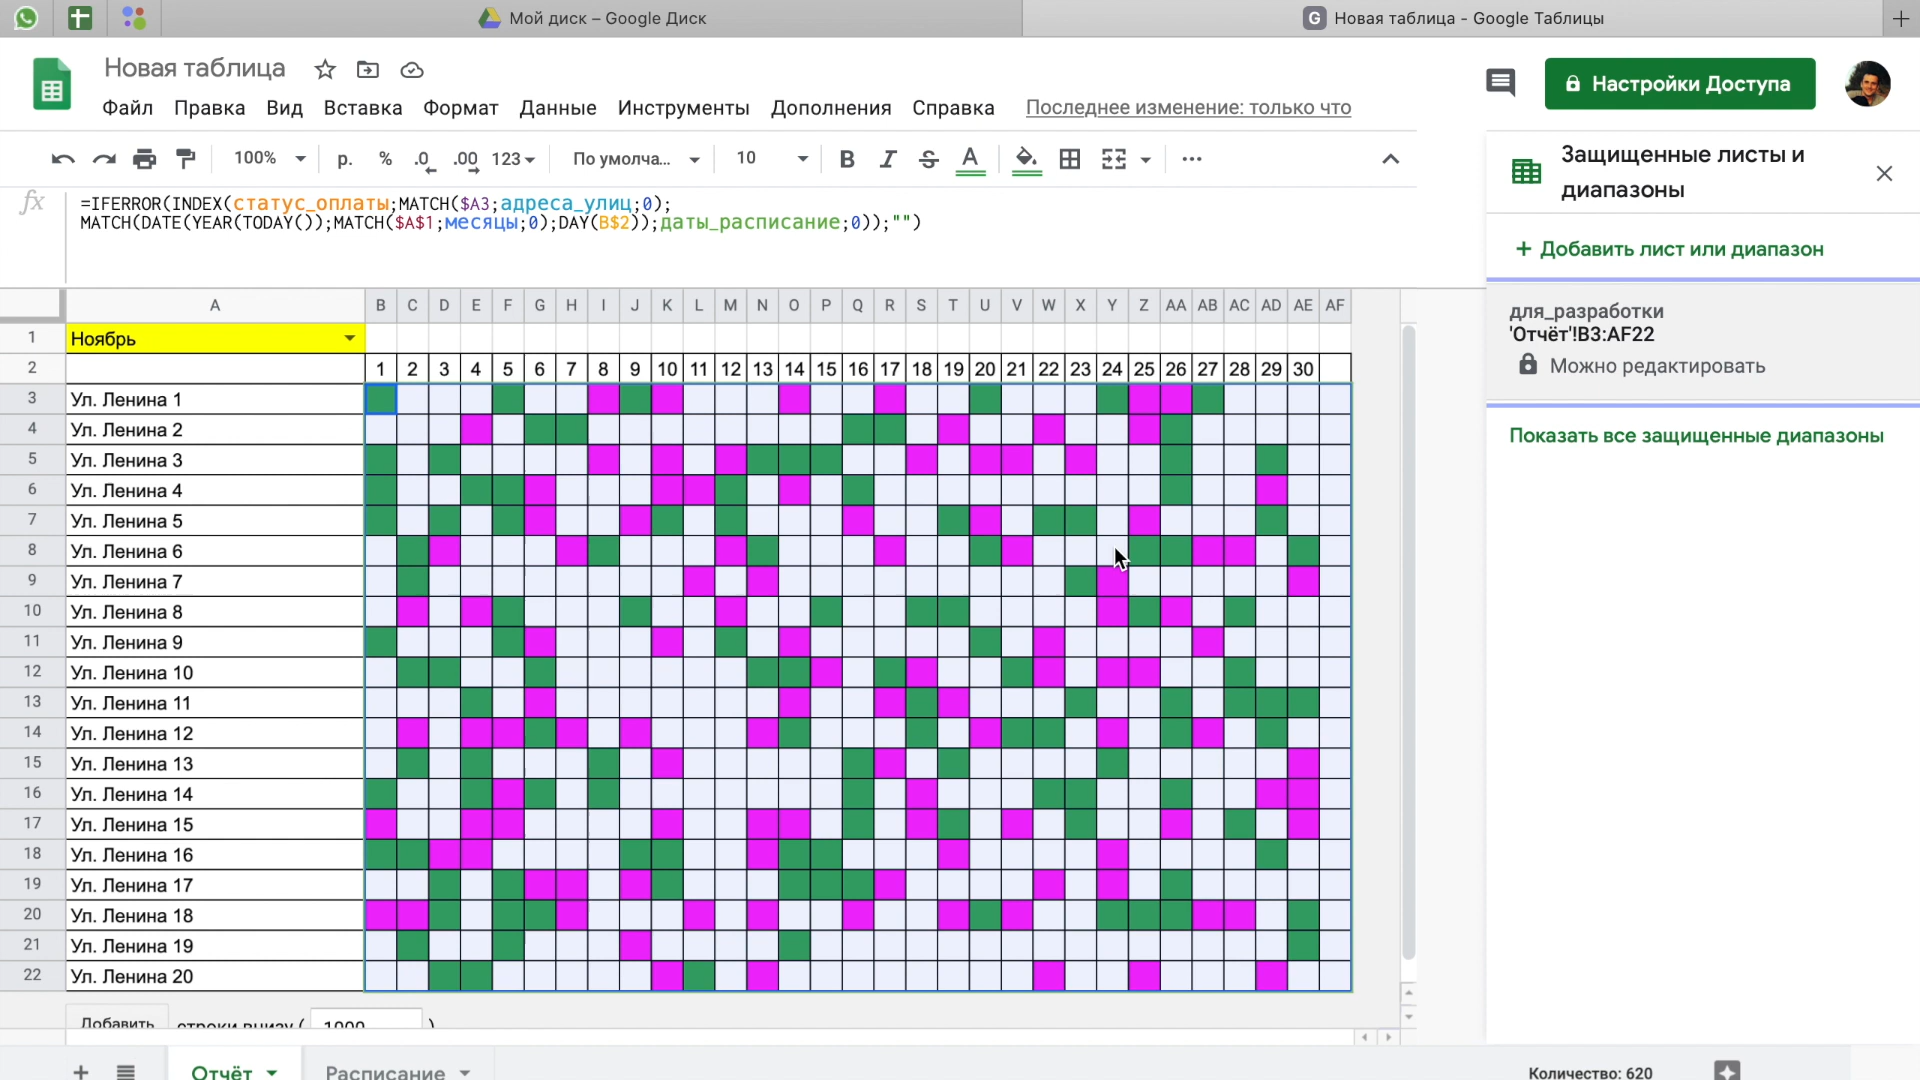 Мой диск – Google Диск
G Новая таблица - Google Таблицы
Новая таблица
Файл Правка Вид Вставка Формат Данные Инструменты Дополнения Справка Последнее изменение: только что
Настройки Доступа
100% р. % .0 .00 123 По умолча... 10 B I S A
fx =IFERROR(INDEX(статус_оплаты;MATCH($A3;адреса_улиц;0);
MATCH(DATE(YEAR(TODAY());MATCH($A$1;месяцы;0);DAY(B$2));даты_расписание;0));"")
Защищенные листы и
диапазоны
+ Добавить лист или диапазон
для_разработки
'Отчёт'!B3:AF22
Можно редактировать
Показать все защищенные диапазоны
A B C D E F G H I J K L M N O P Q R S T U V W X Y Z AA AB AC AD AE AF
1 Ноябрь
2 1 2 3 4 5 6 7 8 9 10 11 12 13 14 15 16 17 18 19 20 21 22 23 24 25 26 27 28 29 30
3 Ул. Ленина 1
4 Ул. Ленина 2
5 Ул. Ленина 3
6 Ул. Ленина 4
7 Ул. Ленина 5
8 Ул. Ленина 6
9 Ул. Ленина 7
10 Ул. Ленина 8
11 Ул. Ленина 9
12 Ул. Ленина 10
13 Ул. Ленина 11
14 Ул. Ленина 12
15 Ул. Ленина 13
16 Ул. Ленина 14
17 Ул. Ленина 15
18 Ул. Ленина 16
19 Ул. Ленина 17
20 Ул. Ленина 18
21 Ул. Ленина 19
22 Ул. Ленина 20
Добавить строки внизу ( 1000 )
Отчёт Расписание Количество: 620